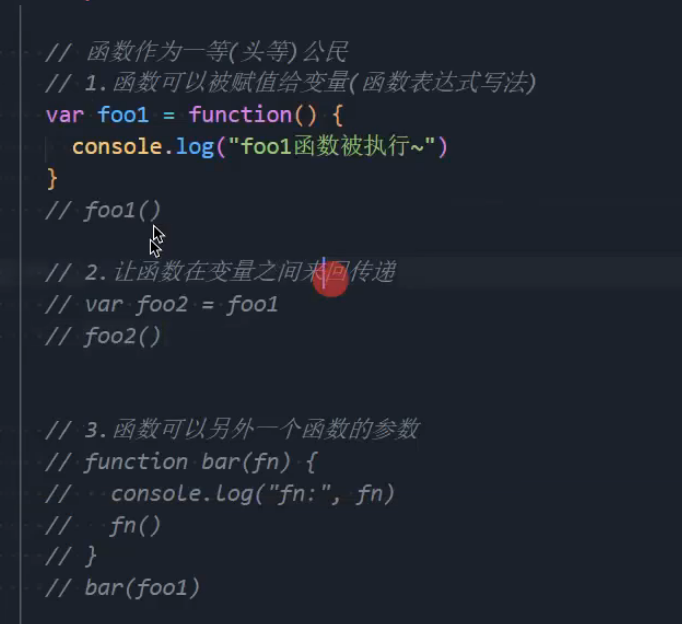 // 函数作为一等(头等)公民
// 1.函数可以被赋值给变量(函数表达式写法)
var foo1 = function() {
  console.log("foo1函数被执行~")
}
// foo1()
// 2.让函数在变量之间来回传递
// var foo2 = foo1
// foo2()
// 3.函数可以另外一个函数的参数
// function bar(fn) {
//   console.log("fn:", fn)
//   fn()
// }
// bar(foo1)